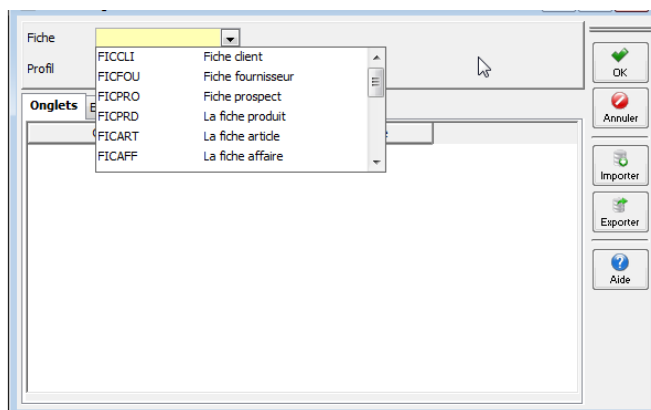 Fiche
FICCLI Fiche client
Profil
FICFOU Fiche fournisseur
FICPRO Fiche prospect
FICPRD La fiche produit
FICART La fiche article
FICAFF La fiche affaire
Onglets
OK
Annuler
Importer
Exporter
Aide